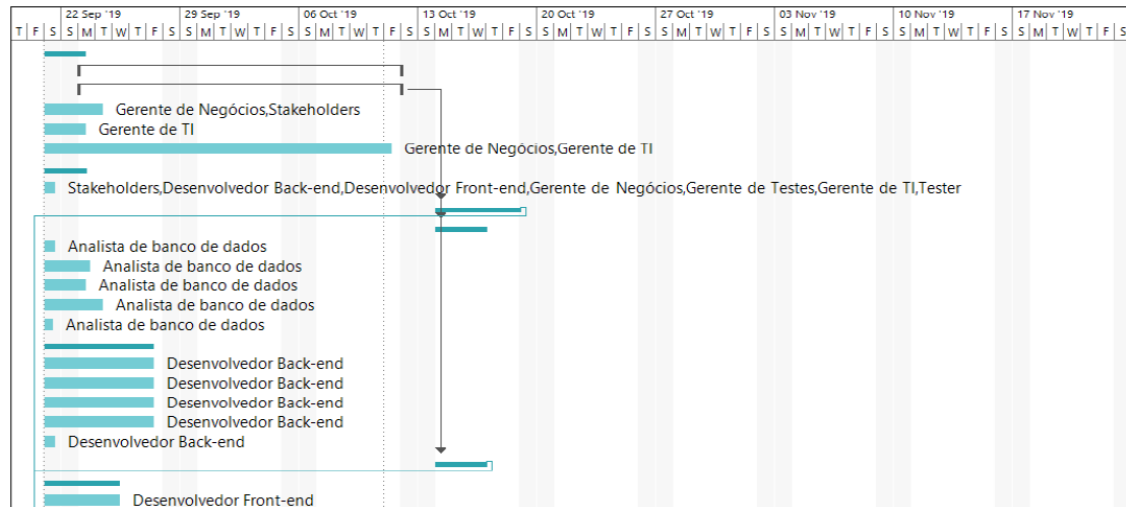 22 Sep '19 29 Sep '19 06 Oct '19 13 Oct '19 20 Oct '19 27 Oct '19 03 Nov '19 10 Nov '19 17 Nov '19
T F S S M T W T F S S M T W T F S S M T W T F S S M T W T F S S M T W T F S S M T W T F S S M T W T F S S M T W T F S S M T W T F S
Gerente de Negócios,Stakeholders
Gerente de TI
Gerente de Negócios,Gerente de TI
Stakeholders,Desenvolvedor Back-end,Desenvolvedor Front-end,Gerente de Negócios,Gerente de Testes,Gerente de TI,Tester
Analista de banco de dados
Analista de banco de dados
Analista de banco de dados
Analista de banco de dados
Analista de banco de dados
Desenvolvedor Back-end
Desenvolvedor Back-end
Desenvolvedor Back-end
Desenvolvedor Back-end
Desenvolvedor Back-end
Desenvolvedor Front-end